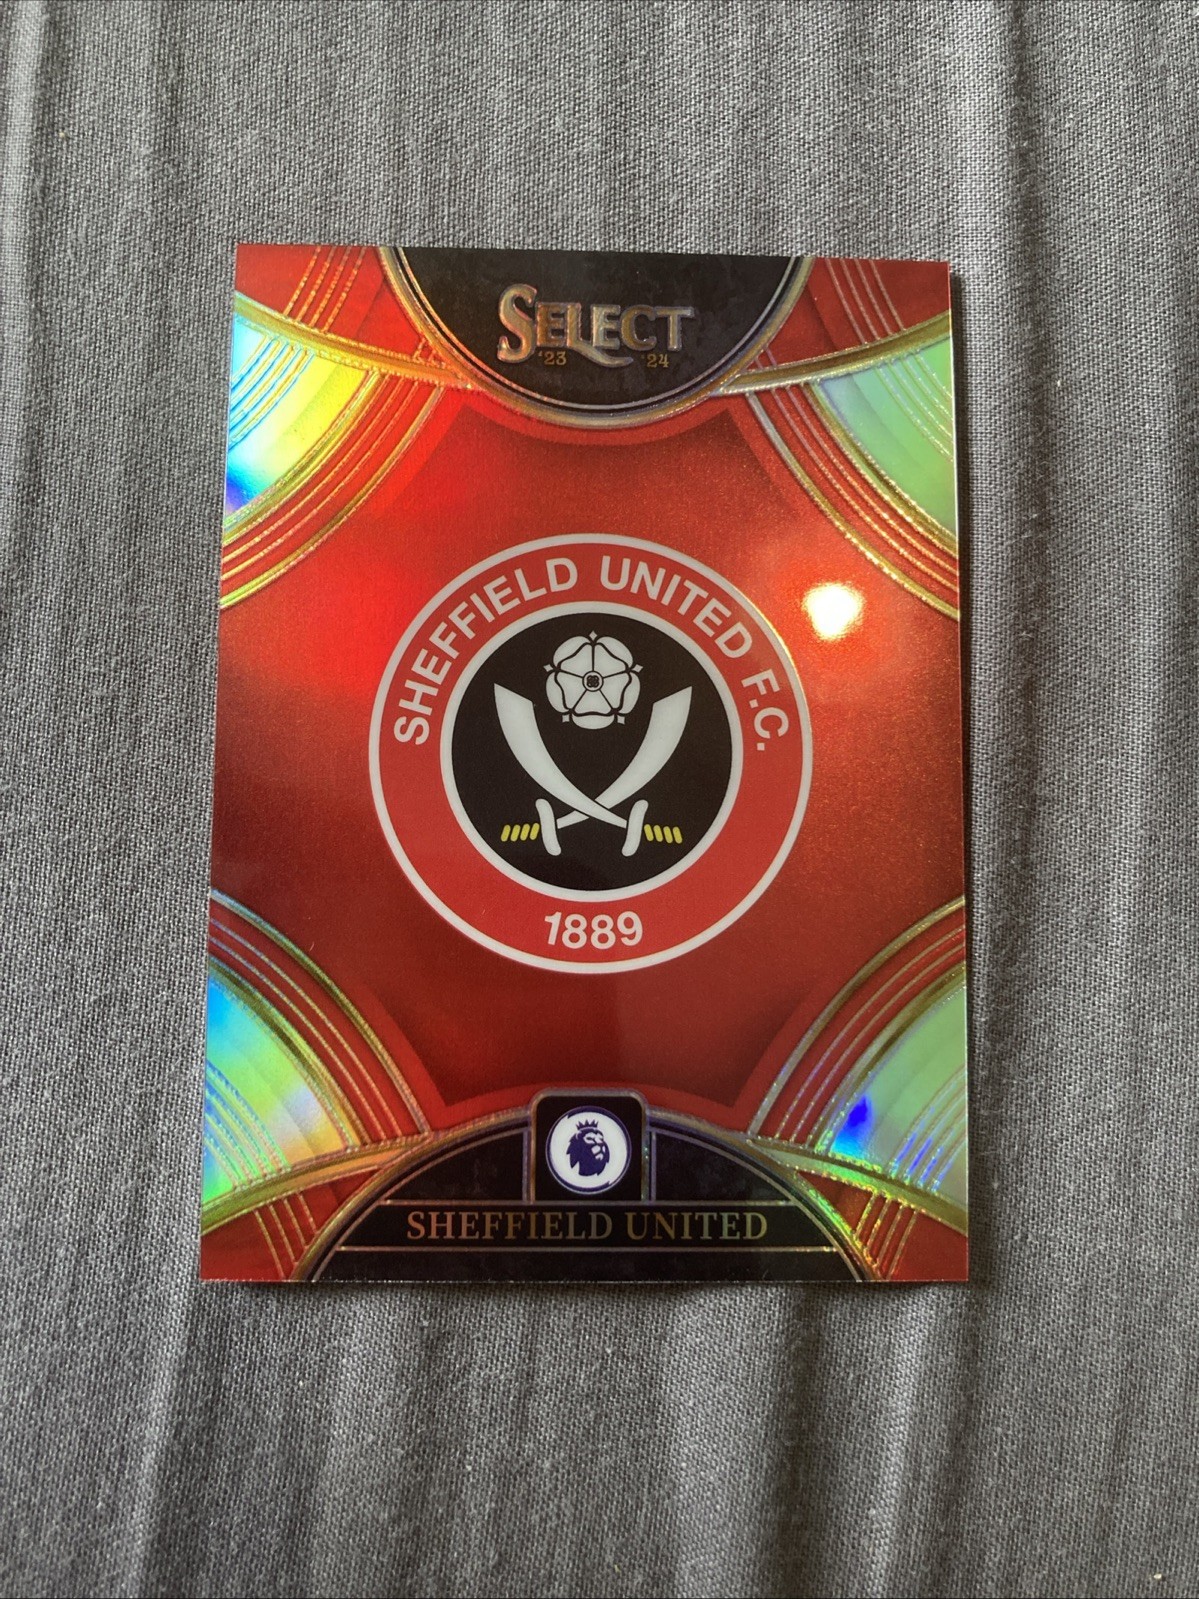 SELECT
'23 '24
SHEFFIELD UNITED F.C.
1889
SHEFFIELD UNITED